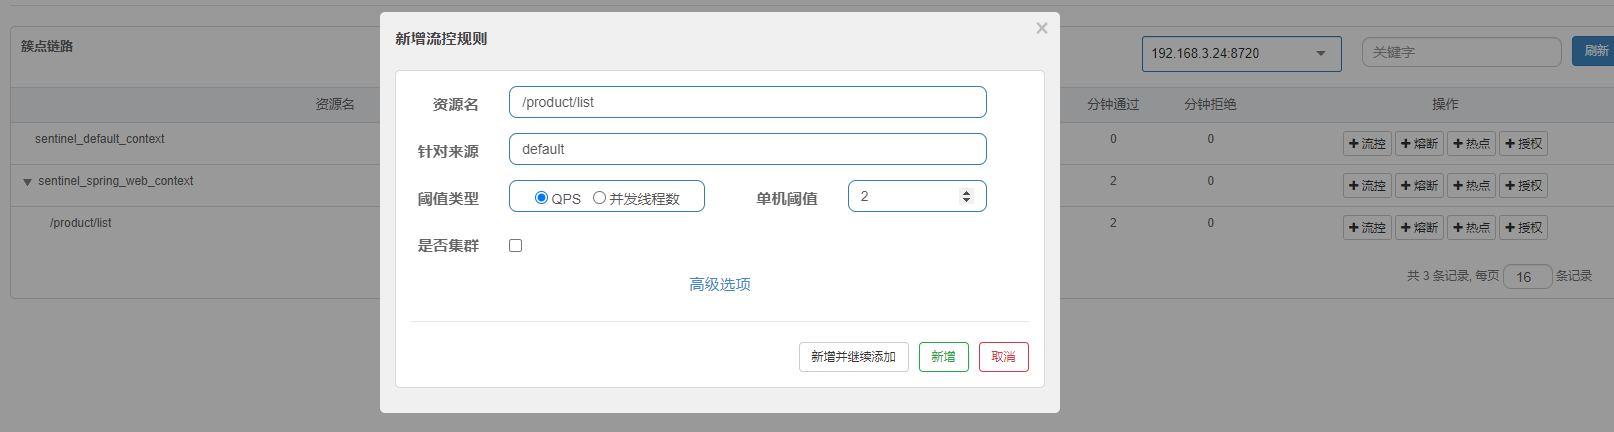 新增流控规则
×
簇点链路
192.168.3.24:8720
关键字
刷新
资源名
分钟通过
分钟拒绝
操作
sentinel_default_context
0
0
流控
熔断
热点
授权
sentinel_spring_web_context
2
0
流控
熔断
热点
授权
/product/list
2
0
流控
熔断
热点
授权
共 3 条记录, 每页 16 条记录
资源名
/product/list
针对来源
default
阈值类型
QPS 并发线程数
单机阈值
2
是否集群
高级选项
新增并继续添加
新增
取消